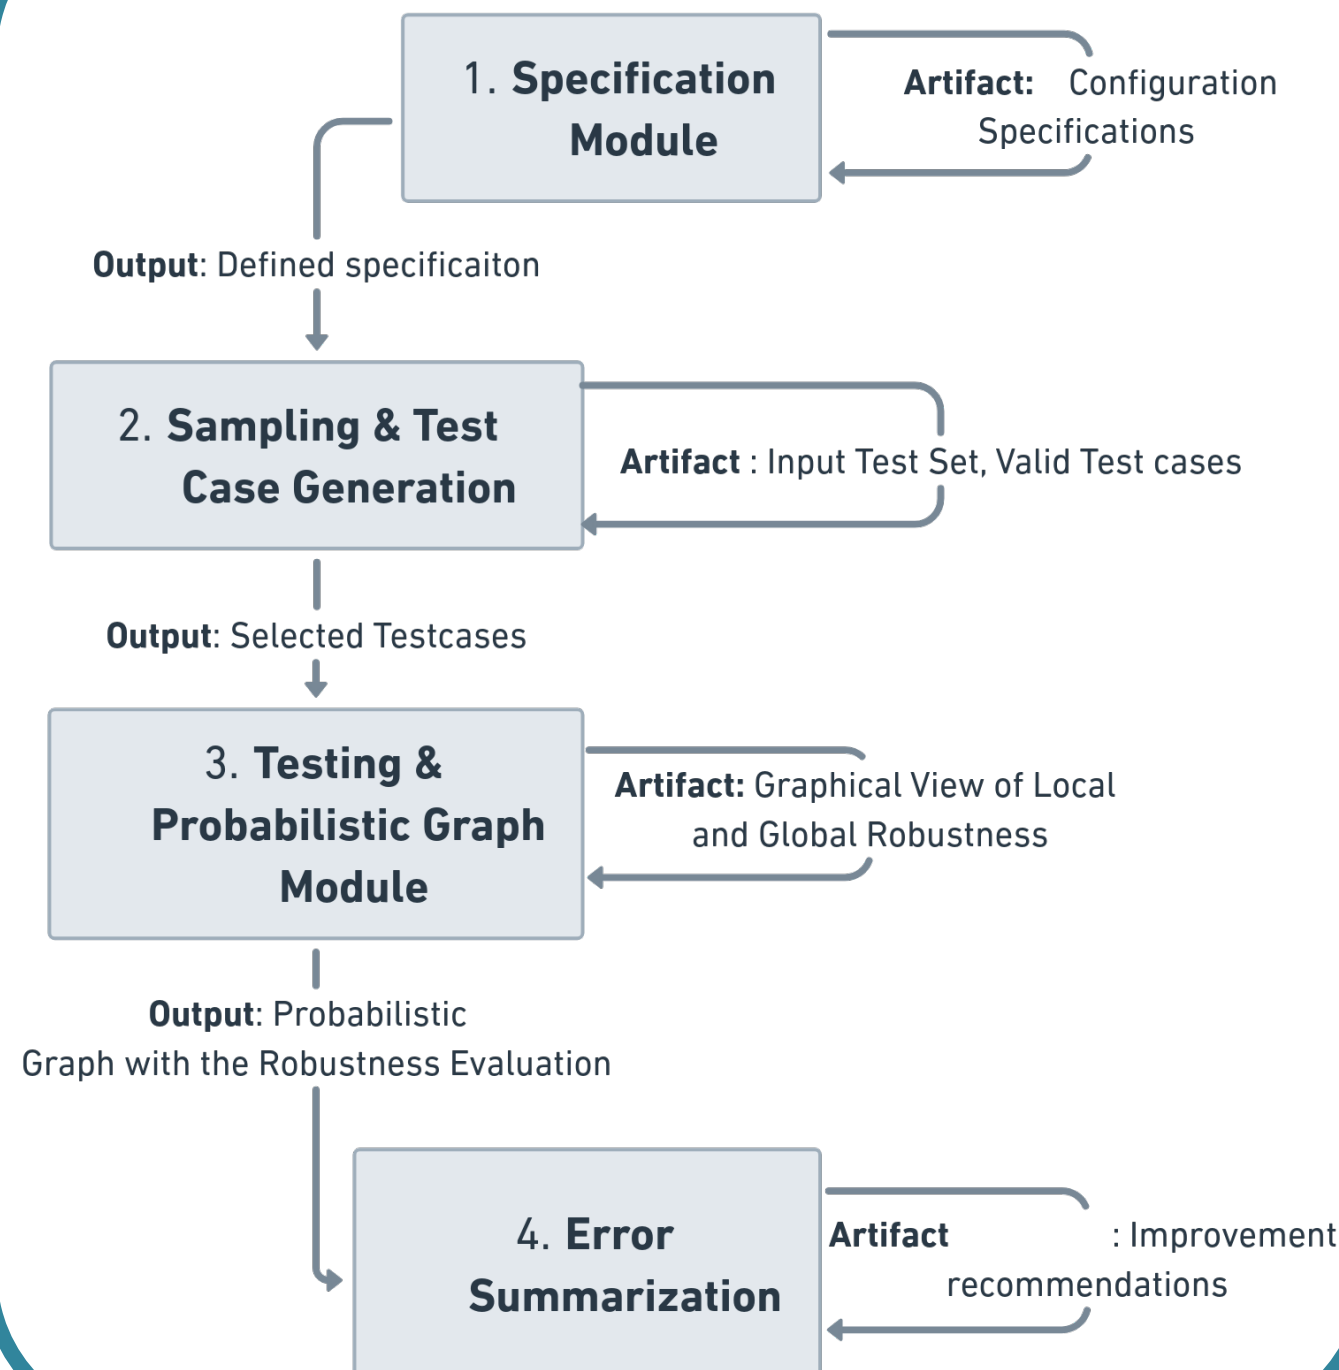 1. Specification
Module
Artifact: Configuration
Specifications
Output: Defined specificaiton
2. Sampling & Test
Case Generation
Artifact : Input Test Set, Valid Test cases
Output: Selected Testcases
3. Testing &
Probabilistic Graph
Module
Artifact: Graphical View of Local
and Global Robustness
Output: Probabilistic
Graph with the Robustness Evaluation
4. Error
Summarization
Artifact : Improvement
recommendations